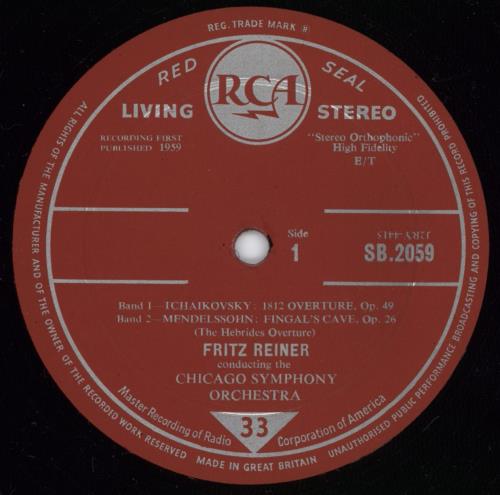 REG. TRADE MARK ®
RED SEAL
RCA
LIVING STEREO
RECORDING FIRST
PUBLISHED 1959
"Stereo Orthophonic"
High Fidelity
E/T
Side
1
J2RY-4415
SB.2059
Band 1—TCHAIKOVSKY: 1812 OVERTURE, Op. 49
Band 2—MENDELSSOHN: FINGAL'S CAVE, Op. 26
(The Hebrides Overture)
FRITZ REINER
conducting the
CHICAGO SYMPHONY
ORCHESTRA
33
Master Recording of Radio Corporation of America
MADE IN GREAT BRITAIN
ALL RIGHTS OF THE MANUFACTURER AND OF THE OWNER OF THE RECORDED WORK RESERVED
UNAUTHORISED PUBLIC PERFORMANCE BROADCASTING AND COPYING OF THIS RECORD PROHIBITED